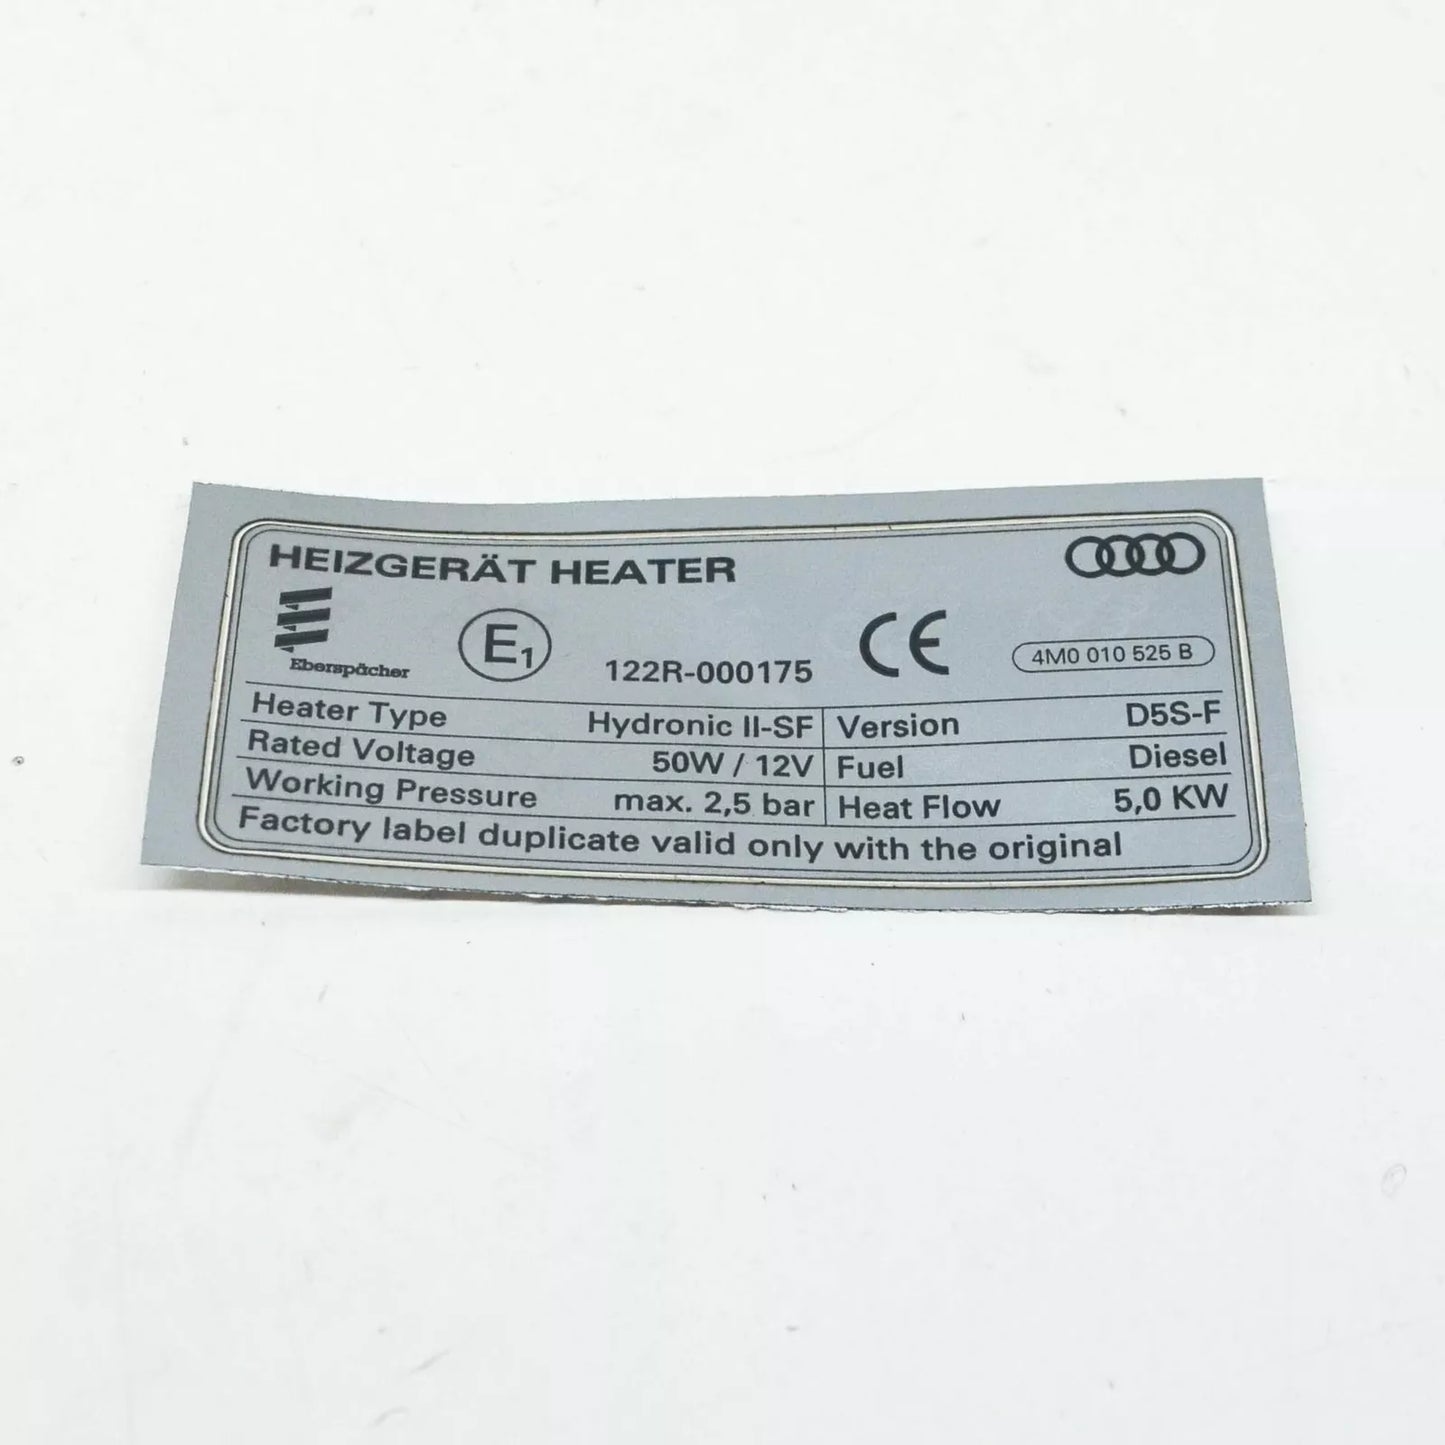 HEIZGERÄT HEATER
Eberspächer
E1
122R-000175
CE
4M0 010 525 B
Heater Type Hydronic II-SF Version D5S-F
Rated Voltage 50W / 12V Fuel Diesel
Working Pressure max. 2,5 bar Heat Flow 5,0 KW
Factory label duplicate valid only with the original